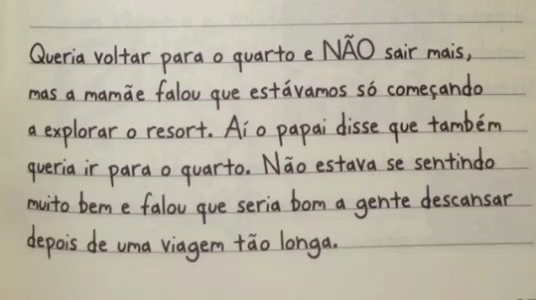 Queria voltar para o quarto e NÃO sair mais,
mas a mamãe falou que estávamos só começando
a explorar o resort. Aí o papai disse que também
queria ir para o quarto. Não estava se sentindo
muito bem e falou que seria bom a gente descansar
depois de uma viagem tão longa.